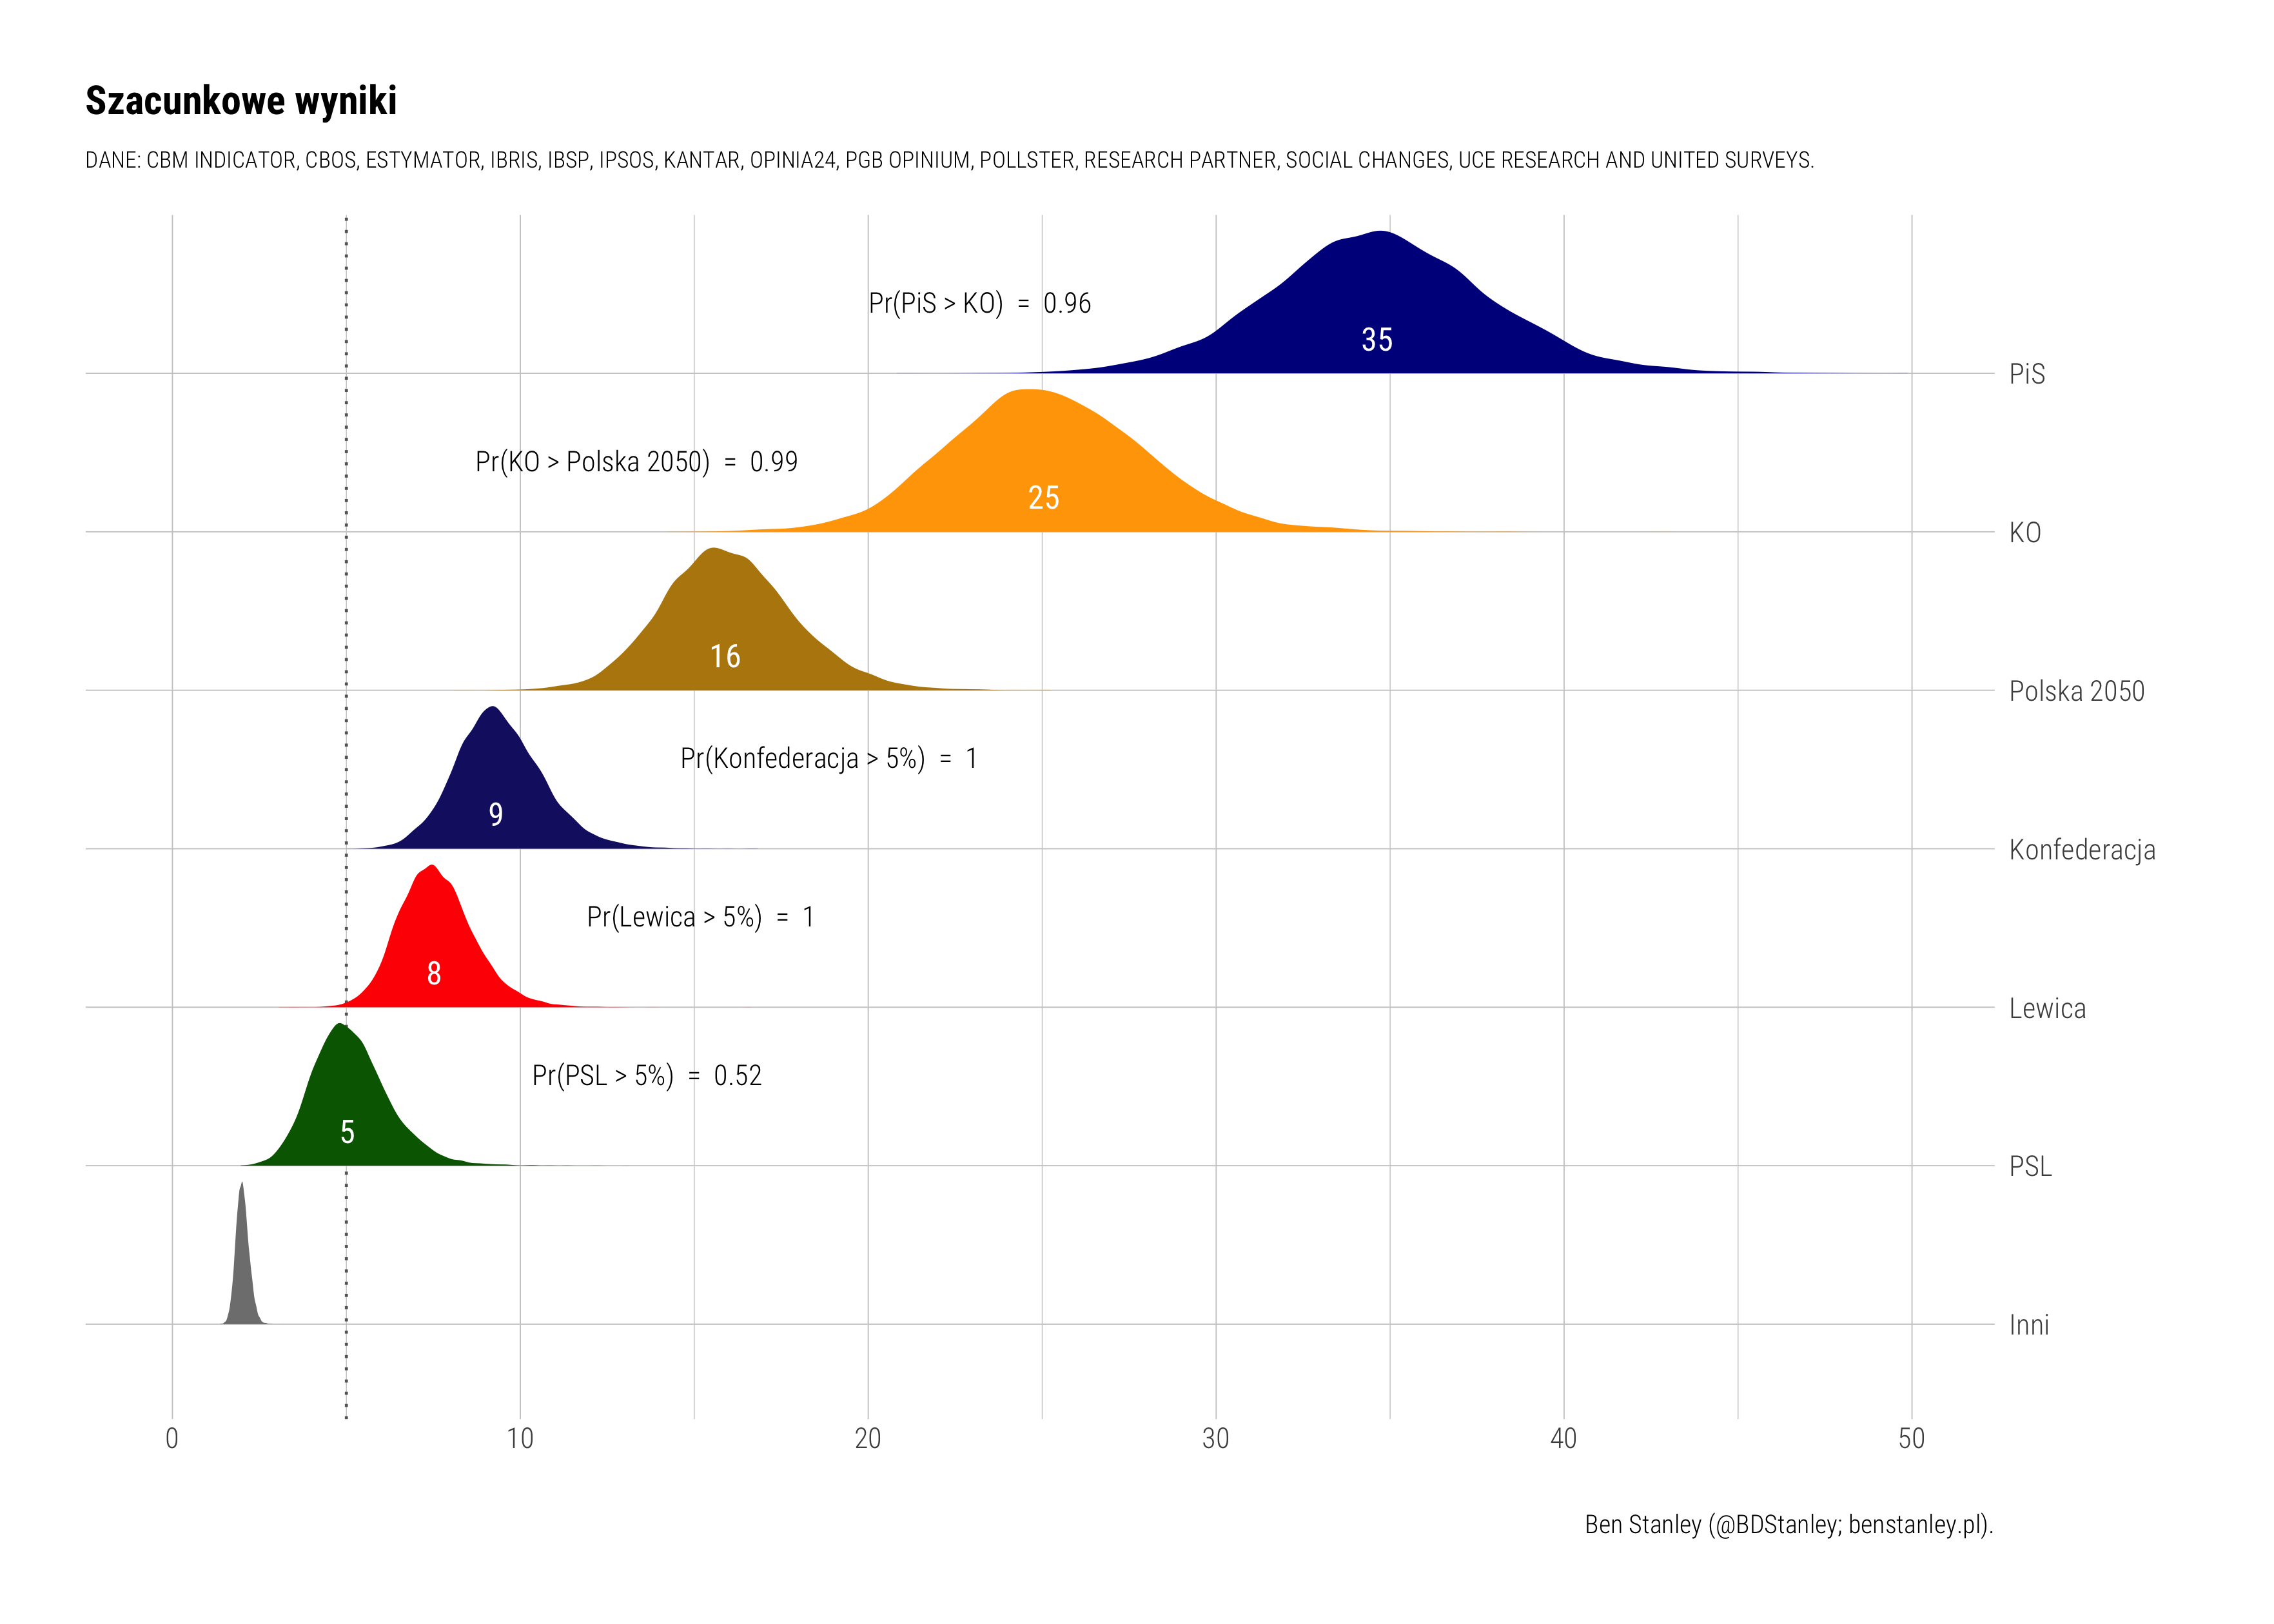 Szacunkowe wyniki
DANE: CBM INDICATOR, CBOS, ESTYMATOR, IBRIS, IBSP, IPSOS, KANTAR, OPINIA24, PGB OPINIUM, POLLSTER, RESEARCH PARTNER, SOCIAL CHANGES, UCE RESEARCH AND UNITED SURVEYS.
Pr(PiS > KO) = 0.96
35
PiS
Pr(KO > Polska 2050) = 0.99
25
KO
16
Polska 2050
Pr(Konfederacja > 5%) = 1
9
Konfederacja
Pr(Lewica > 5%) = 1
8
Lewica
Pr(PSL > 5%) = 0.52
5
PSL
Inni
0 10 20 30 40 50
Ben Stanley (@BDStanley; benstanley.pl).